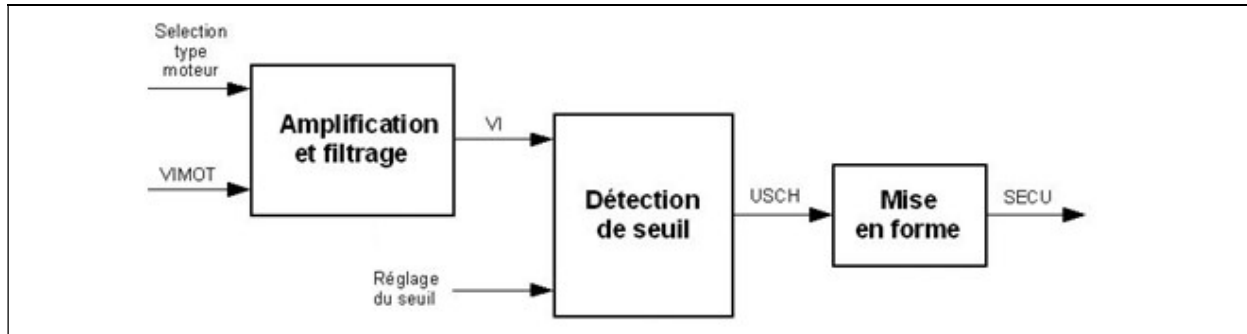 Selection
type
moteur
Amplification
et filtrage
VI
VIMOT
Détection
de seuil
USCH
Mise
en forme
SECU
Réglage
du seuil